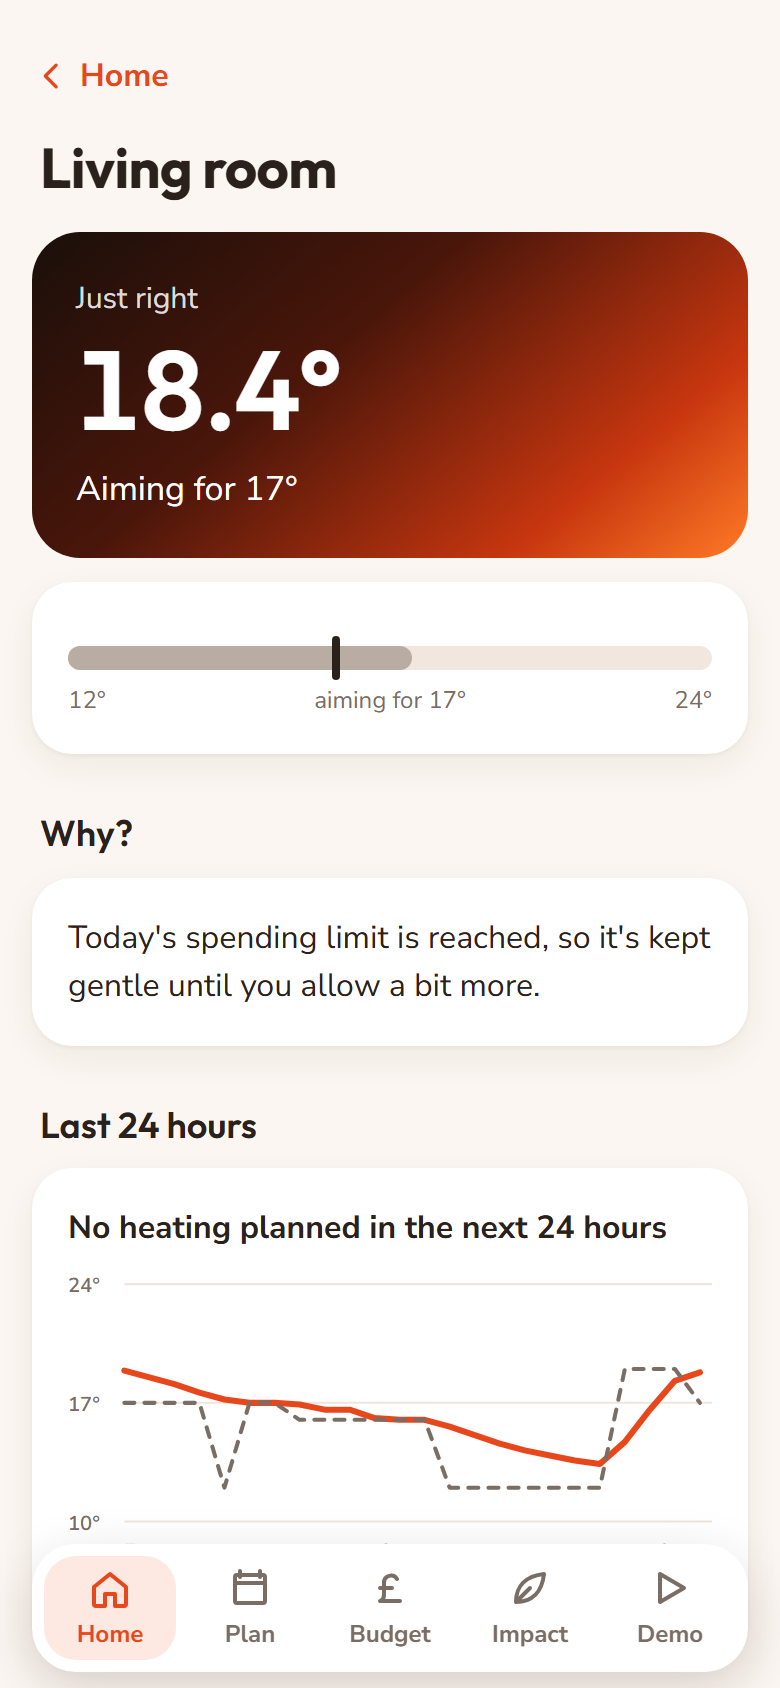 Home
Living room
Just right
18.4°
Aiming for 17°
12° aiming for 17° 24°
Why?
Today's spending limit is reached, so it's kept
gentle until you allow a bit more.
Last 24 hours
No heating planned in the next 24 hours
24°
17°
10°
Home Plan Budget Impact Demo